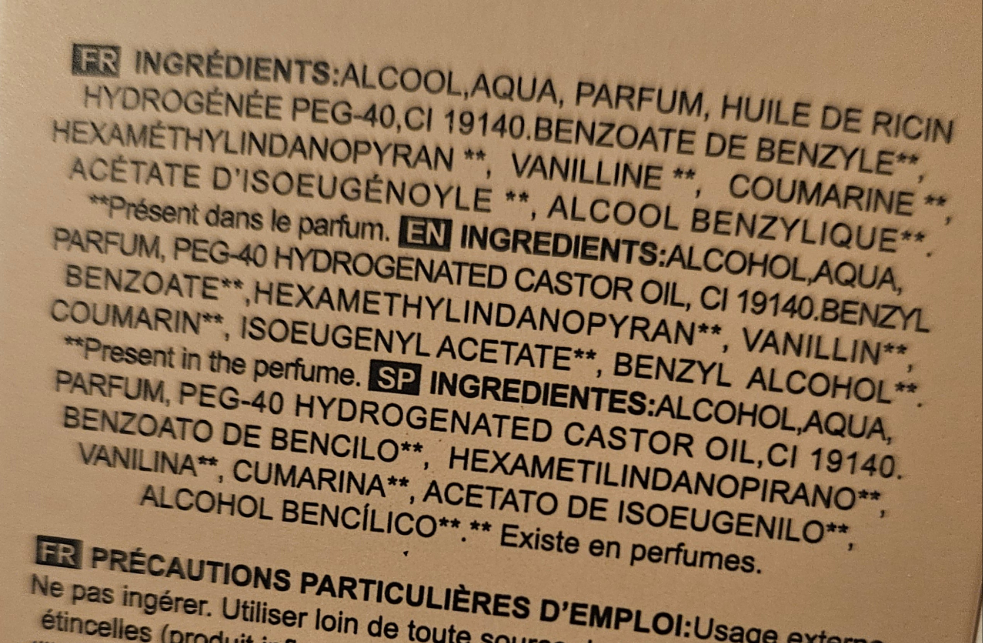 FR INGRÉDIENTS:ALCOOL,AQUA, PARFUM, HUILE DE RICIN
HYDROGÉNÉE PEG-40,CI 19140.BENZOATE DE BENZYLE**,
HEXAMÉTHYLINDANOPYRAN **, VANILLINE **, COUMARINE **,
ACÉTATE D'ISOEUGÉNOYLE **, ALCOOL BENZYLIQUE**.
**Présent dans le parfum. EN INGREDIENTS:ALCOHOL,AQUA,
PARFUM, PEG-40 HYDROGENATED CASTOR OIL, CI 19140.BENZYL
BENZOATE**,HEXAMETHYLINDANOPYRAN**, VANILLIN**,
COUMARIN**, ISOEUGENYL ACETATE**, BENZYL ALCOHOL**.
**Present in the perfume. SP INGREDIENTES:ALCOHOL,AQUA,
PARFUM, PEG-40 HYDROGENATED CASTOR OIL,CI 19140.
BENZOATO DE BENCILO**, HEXAMETILINDANOPIRANO**,
VANILINA**, CUMARINA**, ACETATO DE ISOEUGENILO**,
ALCOHOL BENCÍLICO**.** Existe en perfumes.
FR PRÉCAUTIONS PARTICULIÈRES D'EMPLOI:Usage
Ne pas ingérer. Utiliser loin de toute
étincelles (produit